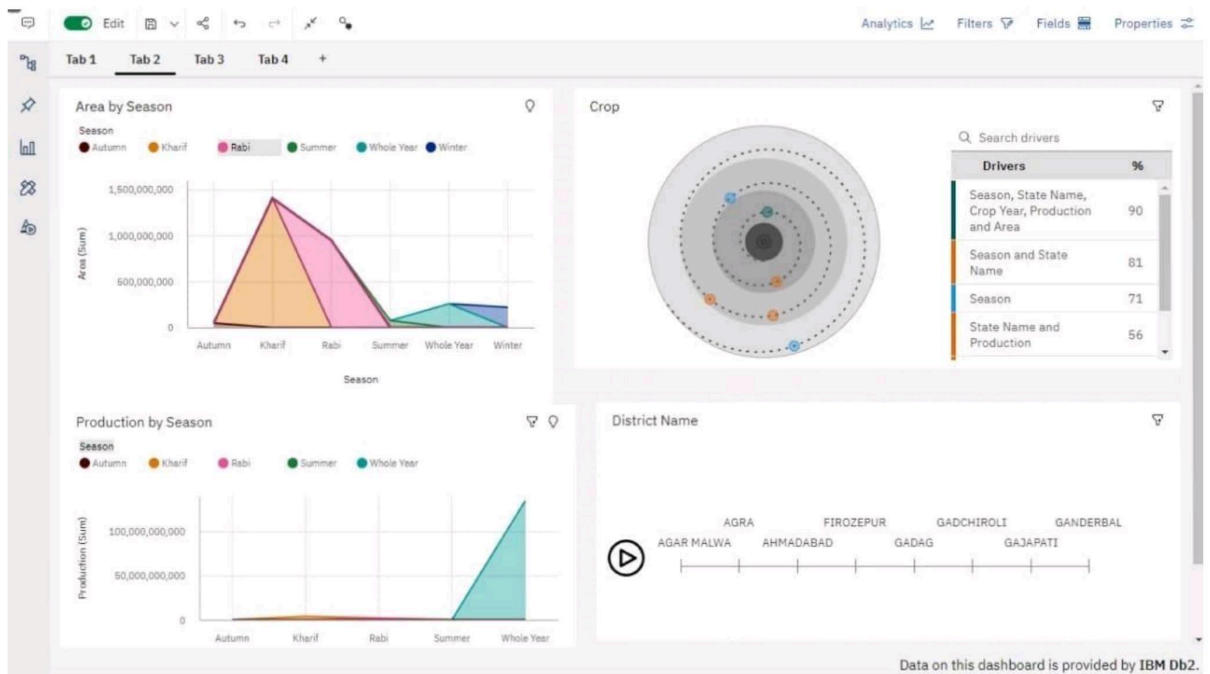 Edit
Analytics
Filters
Fields
Properties
Tab 1 Tab 2 Tab 3 Tab 4 +
Area by Season
Season
Autumn Kharif Rabi Summer Whole Year Winter
Area (Sum)
1,500,000,000
1,000,000,000
500,000,000
0
Autumn Kharif Rabi Summer Whole Year Winter
Season
Crop
Search drivers
Drivers %
Season, State Name,
Crop Year, Production 90
and Area
Season and State 81
Name
Season 71
State Name and 56
Production
Production by Season
Season
Autumn Kharif Rabi Summer Whole Year
Production (Sum)
100,000,000,000
50,000,000,000
0
Autumn Kharif Rabi Summer Whole Year
District Name
AGRA FIROZEPUR GADCHIROLI GANDERBAL
AGAR MALWA AHMADABAD GADAG GAJAPATI
Data on this dashboard is provided by IBM Db2.